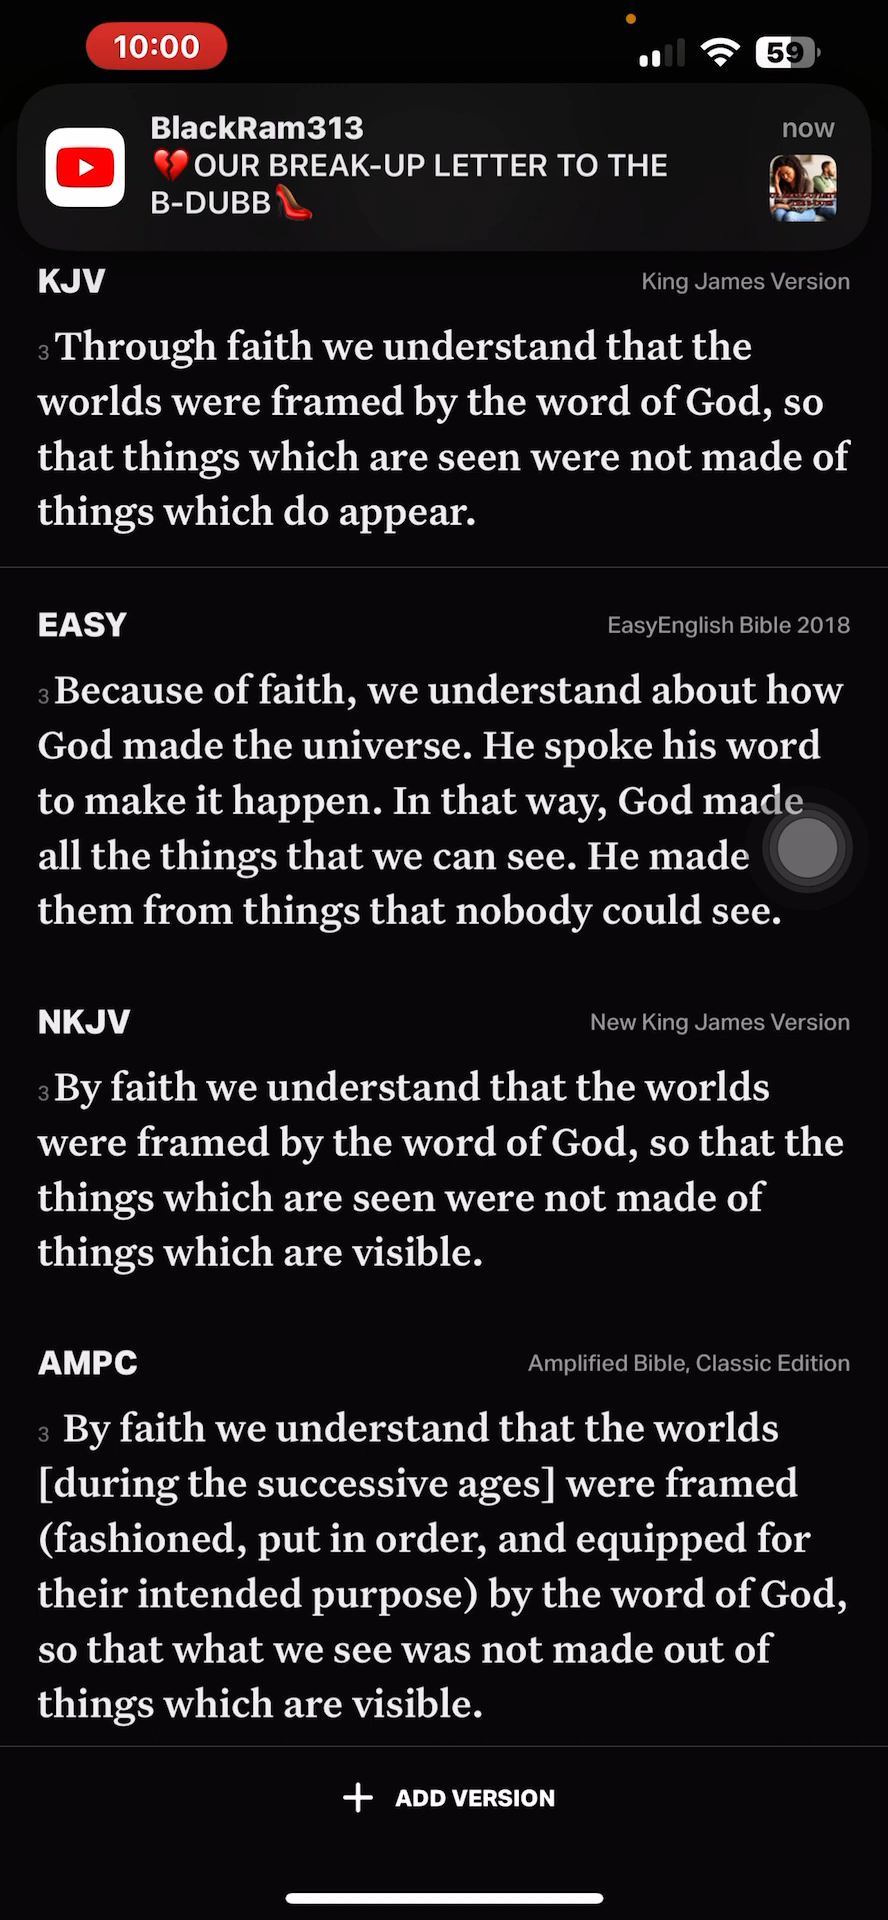 10:00
59
BlackRam313
now
💔OUR BREAK-UP LETTER TO THE
B-DUBB👠
KJV
King James Version
3 Through faith we understand that the
worlds were framed by the word of God, so
that things which are seen were not made of
things which do appear.
EASY
EasyEnglish Bible 2018
3 Because of faith, we understand about how
God made the universe. He spoke his word
to make it happen. In that way, God made
all the things that we can see. He made
them from things that nobody could see.
NKJV
New King James Version
3 By faith we understand that the worlds
were framed by the word of God, so that the
things which are seen were not made of
things which are visible.
AMPC
Amplified Bible, Classic Edition
3 By faith we understand that the worlds
[during the successive ages] were framed
(fashioned, put in order, and equipped for
their intended purpose) by the word of God,
so that what we see was not made out of
things which are visible.
+ ADD VERSION